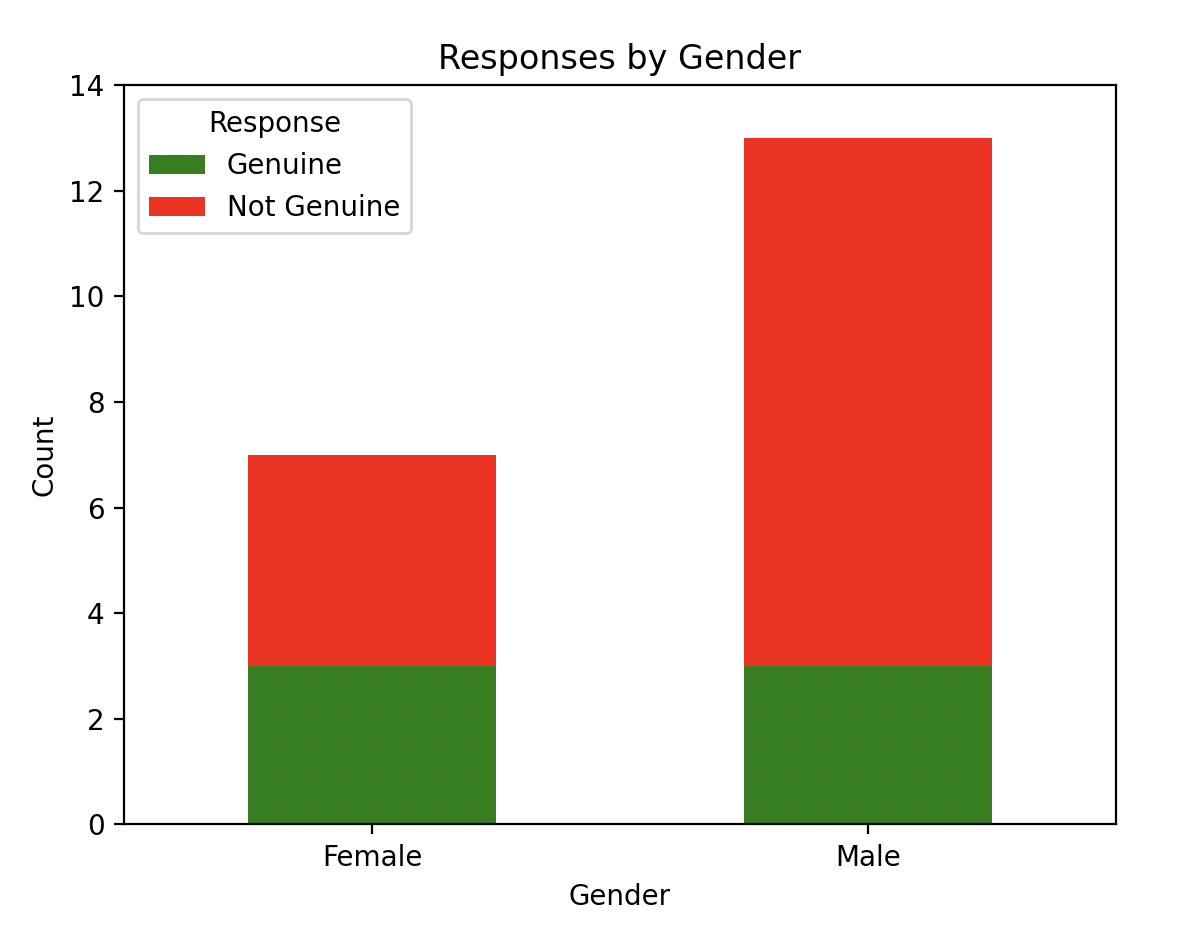 Responses by Gender
14
Response
Genuine
12
Not Genuine
10
8
Count
6
4
2
0
Female
Male
Gender